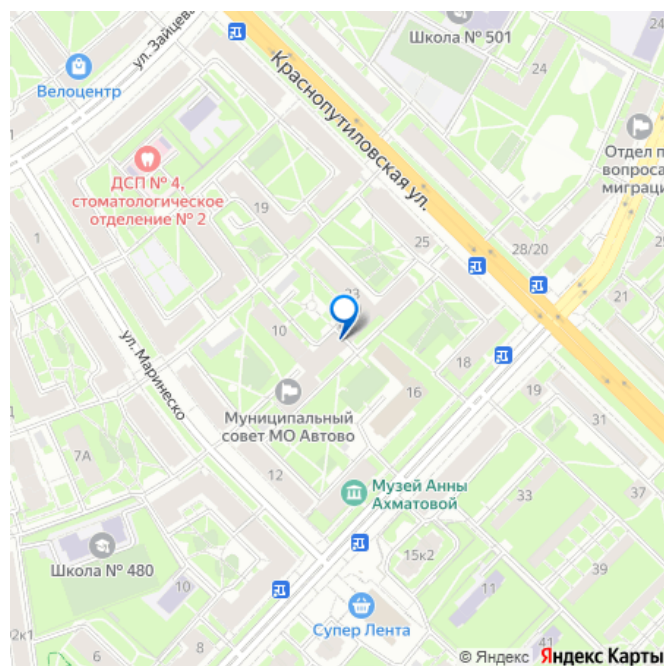 Школа № 501
ул. Зайцева
24
Велоцентр
Краснопутиловская ул.
Отдел п
вопроса
миграци
ДСП № 4,
стоматологическое
отделение № 2
19
1
25
28/20
25
23
21
10
18
16
19
ул. Маринеско
Муниципальный
совет МО Автово
31
7А
12
Музей Анны
Ахматовой
33
37
Школа № 480
15к2
39
10
11
2к1
8
6
Супер Лента
41
© Яндекс Яндекс Карты